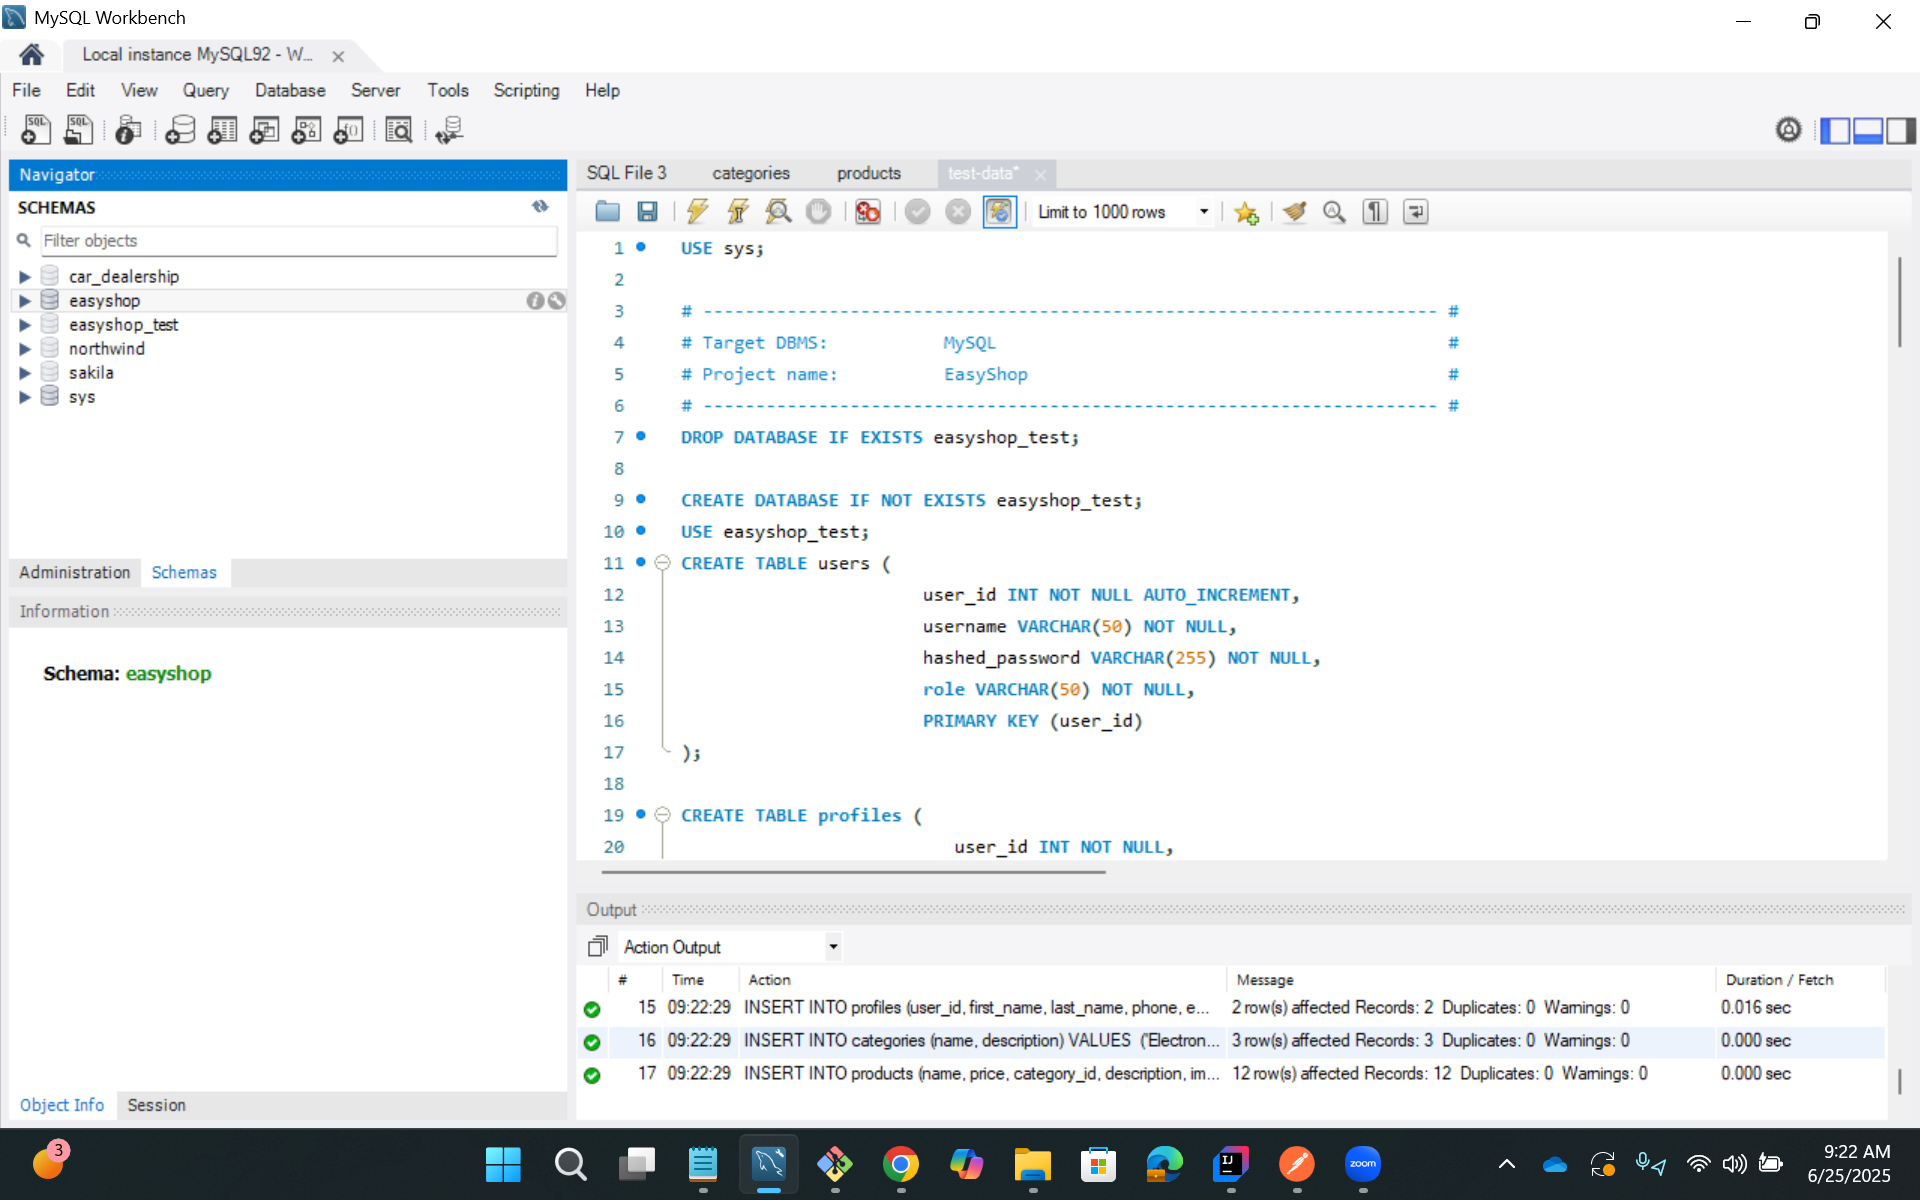 MySQL Workbench
Local instance MySQL92 - W...
File Edit View Query Database Server Tools Scripting Help
Navigator
SCHEMAS
Filter objects
car_dealership
easyshop
easyshop_test
northwind
sakila
sys
Administration Schemas
Information
Schema: easyshop
Object Info Session
SQL File 3 categories products test-data*
Limit to 1000 rows
1 USE sys;
2
3 # ---------------------------------------------------------------------- #
4 # Target DBMS: MySQL #
5 # Project name: EasyShop #
6 # ---------------------------------------------------------------------- #
7 DROP DATABASE IF EXISTS easyshop_test;
8
9 CREATE DATABASE IF NOT EXISTS easyshop_test;
10 USE easyshop_test;
11 CREATE TABLE users (
12 user_id INT NOT NULL AUTO_INCREMENT,
13 username VARCHAR(50) NOT NULL,
14 hashed_password VARCHAR(255) NOT NULL,
15 role VARCHAR(50) NOT NULL,
16 PRIMARY KEY (user_id)
17 );
18
19 CREATE TABLE profiles (
20 user_id INT NOT NULL,
Output
Action Output
# Time Action Message Duration / Fetch
15 09:22:29 INSERT INTO profiles (user_id, first_name, last_name, phone, e... 2 row(s) affected Records: 2 Duplicates: 0 Warnings: 0 0.016 sec
16 09:22:29 INSERT INTO categories (name, description) VALUES ('Electron... 3 row(s) affected Records: 3 Duplicates: 0 Warnings: 0 0.000 sec
17 09:22:29 INSERT INTO products (name, price, category_id, description, im... 12 row(s) affected Records: 12 Duplicates: 0 Warnings: 0 0.000 sec
3
zoom
9:22 AM
6/25/2025